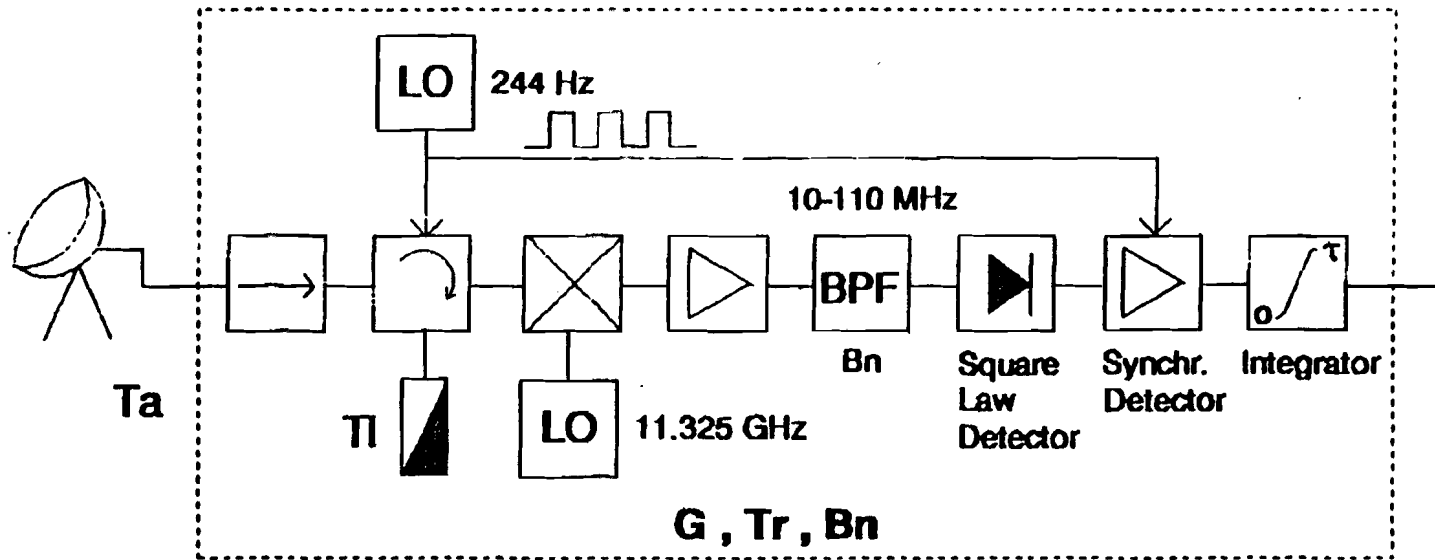 LO
244 Hz
10-110 MHz
BPF
τ
0
Ta
Tl
LO
11.325 GHz
Bn
Square
Law
Detector
Synchr.
Detector
Integrator
G , Tr , Bn